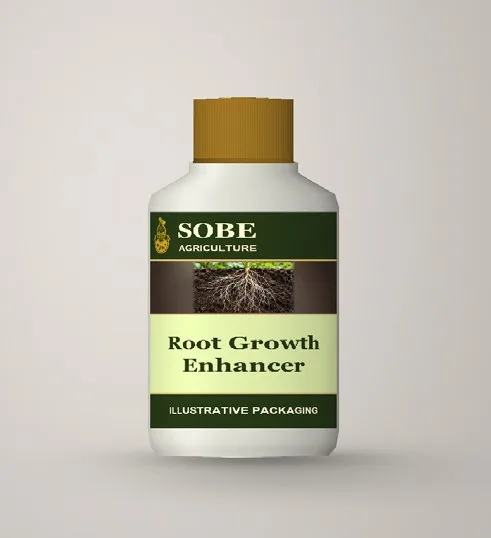 SOBE
AGRICULTURE
Root Growth
Enhancer
ILLUSTRATIVE PACKAGING